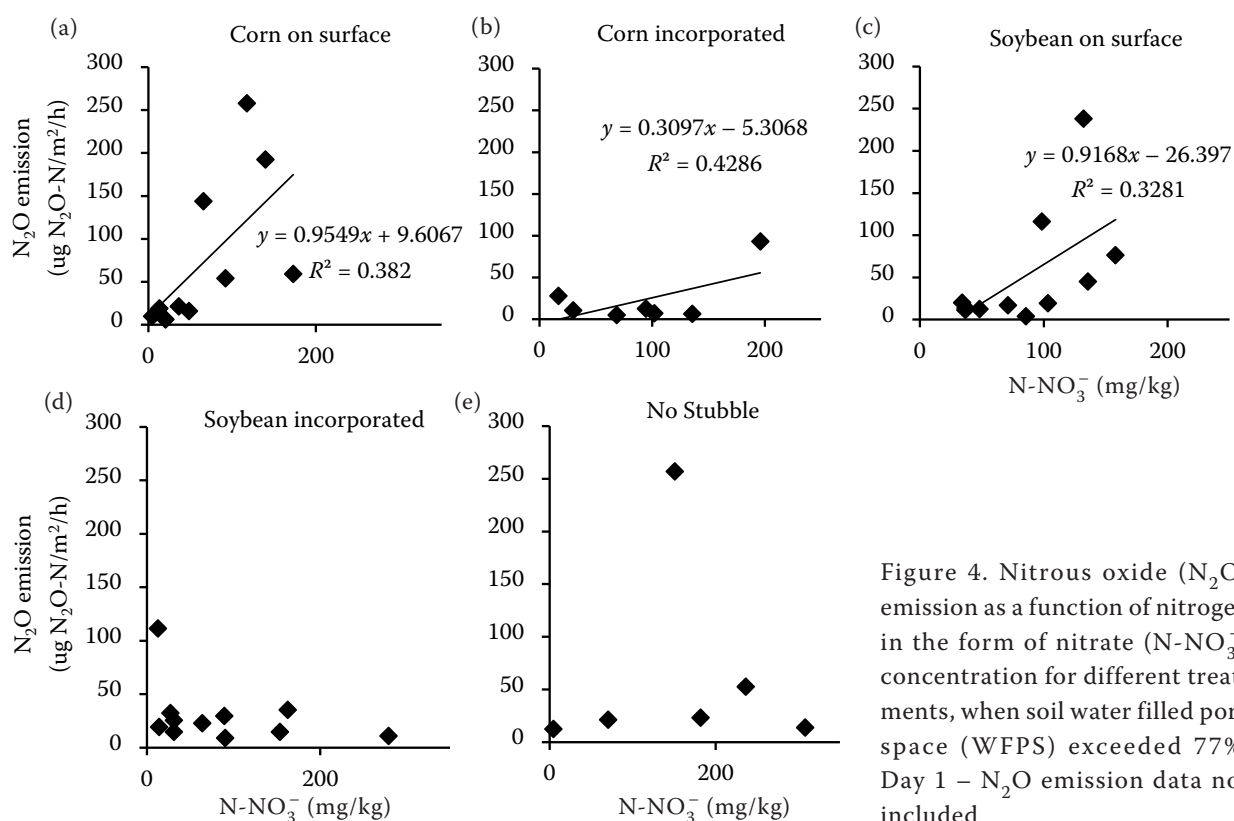 (a) Corn on surface
N₂O emission
(ug N₂O-N/m²/h)
300
250
200
150
100
50
0
y = 0.9549x + 9.6067
R² = 0.382
0 200
(b) Corn incorporated
300
250
200
150
100
50
0
y = 0.3097x – 5.3068
R² = 0.4286
0 100 200
(c) Soybean on surface
300
250
200
150
100
50
0
y = 0.9168x – 26.397
R² = 0.3281
0 100 200
N-NO₃⁻ (mg/kg)
(d) Soybean incorporated
N₂O emission
(ug N₂O-N/m²/h)
300
250
200
150
100
50
0
0 200
N-NO₃⁻ (mg/kg)
(e) No Stubble
300
250
200
150
100
50
0
0 200
N-NO₃⁻ (mg/kg)
Figure 4. Nitrous oxide (N₂O
emission as a function of nitroge
in the form of nitrate (N-NO₃⁻
concentration for different treat
ments, when soil water filled por
space (WFPS) exceeded 77%
Day 1 – N₂O emission data no
included